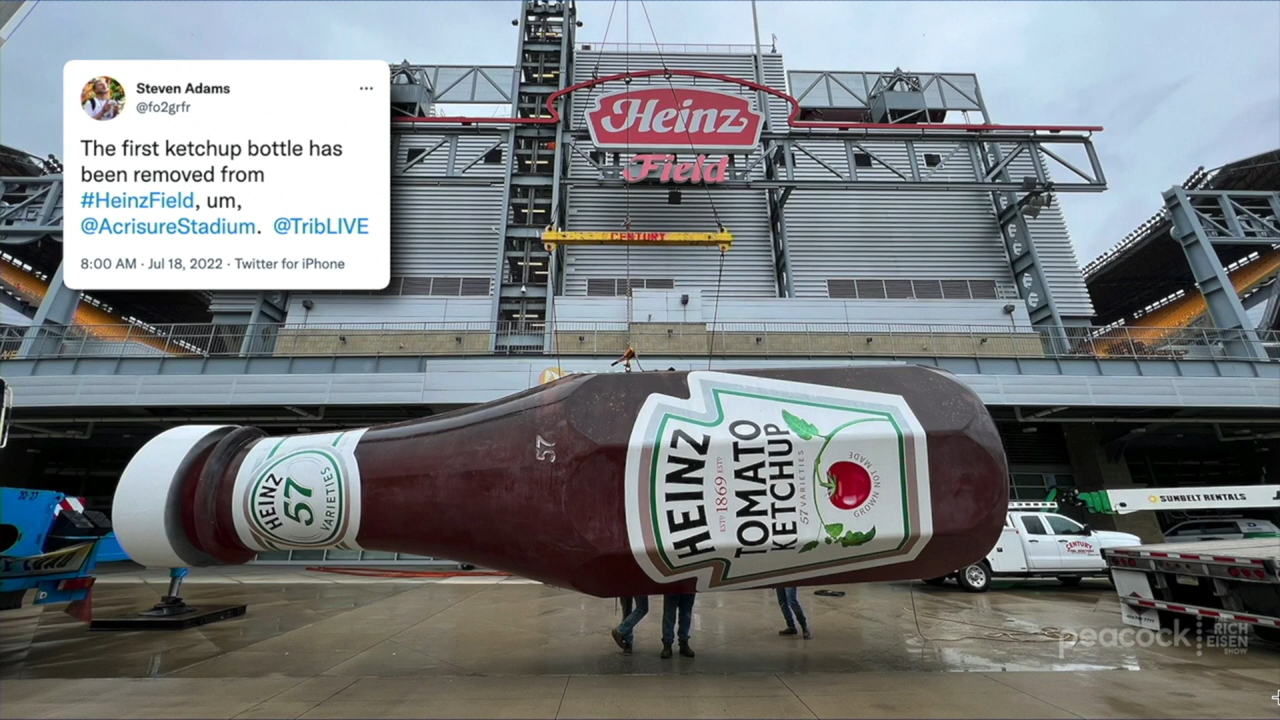 Steven Adams
@fo2grfr
The first ketchup bottle has
been removed from
#HeinzField, um,
@AcrisureStadium. @TribLIVE
8:00 AM · Jul 18, 2022 · Twitter for iPhone
Heinz
Field
CENTURY
HEINZ
57
VARIETIES
57
HEINZ
ESTD 1869 ESTD
TOMATO
KETCHUP
57 VARIETIES
GROWN NOT MADE
SUNBELT RENTALS
CENTURY
20-27
peacock
RICH
EISEN
SHOW